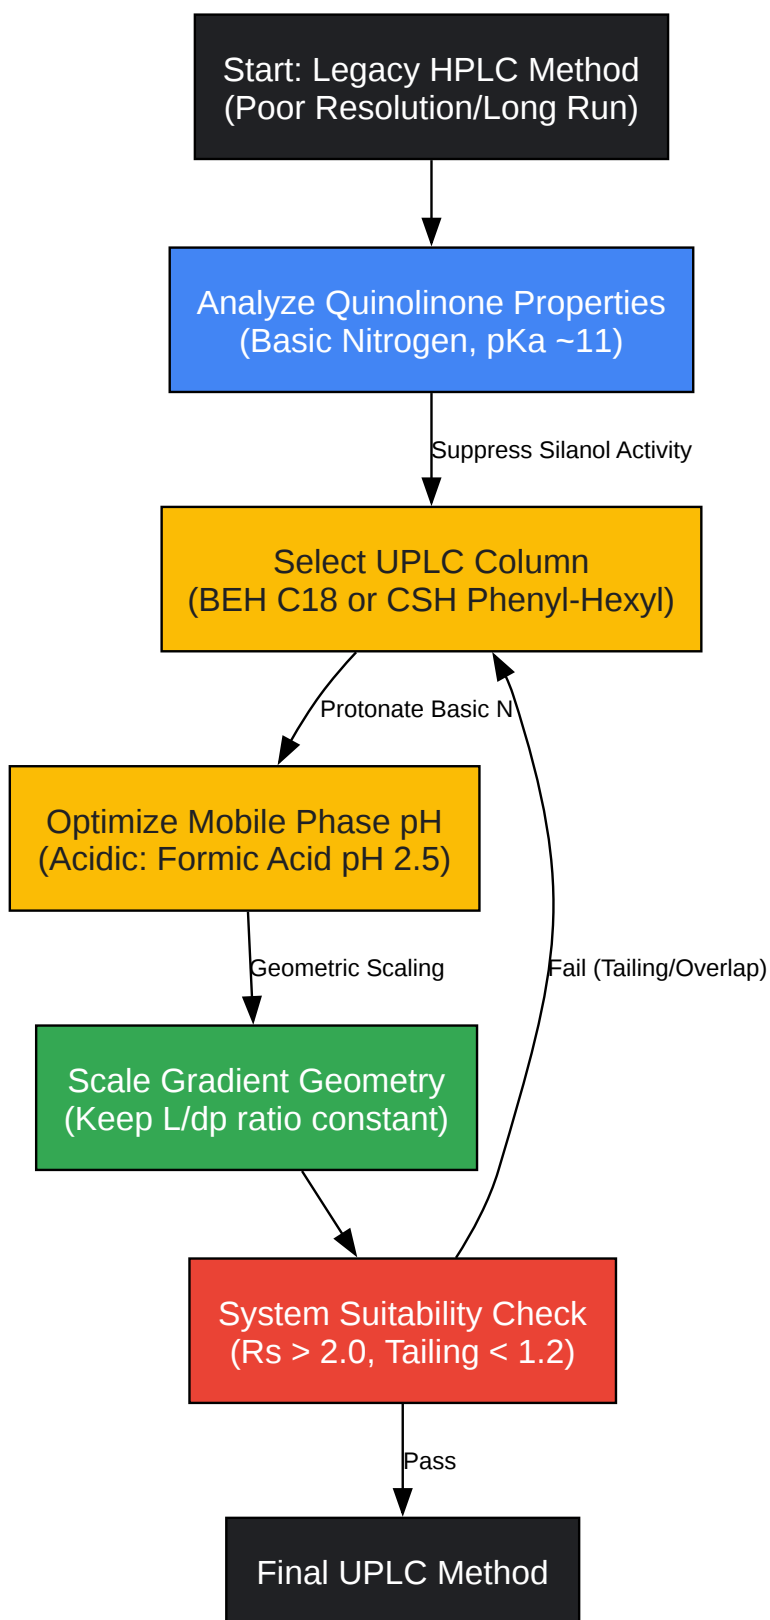 Start: Legacy HPLC Method
(Poor Resolution/Long Run)
Analyze Quinolinone Properties
(Basic Nitrogen, pKa ~11)
Suppress Silanol Activity
Select UPLC Column
(BEH C18 or CSH Phenyl-Hexyl)
Protonate Basic N
Optimize Mobile Phase pH
(Acidic: Formic Acid pH 2.5)
Geometric Scaling
Fail (Tailing/Overlap)
Scale Gradient Geometry
(Keep L/dp ratio constant)
System Suitability Check
(Rs > 2.0, Tailing < 1.2)
Pass
Final UPLC Method